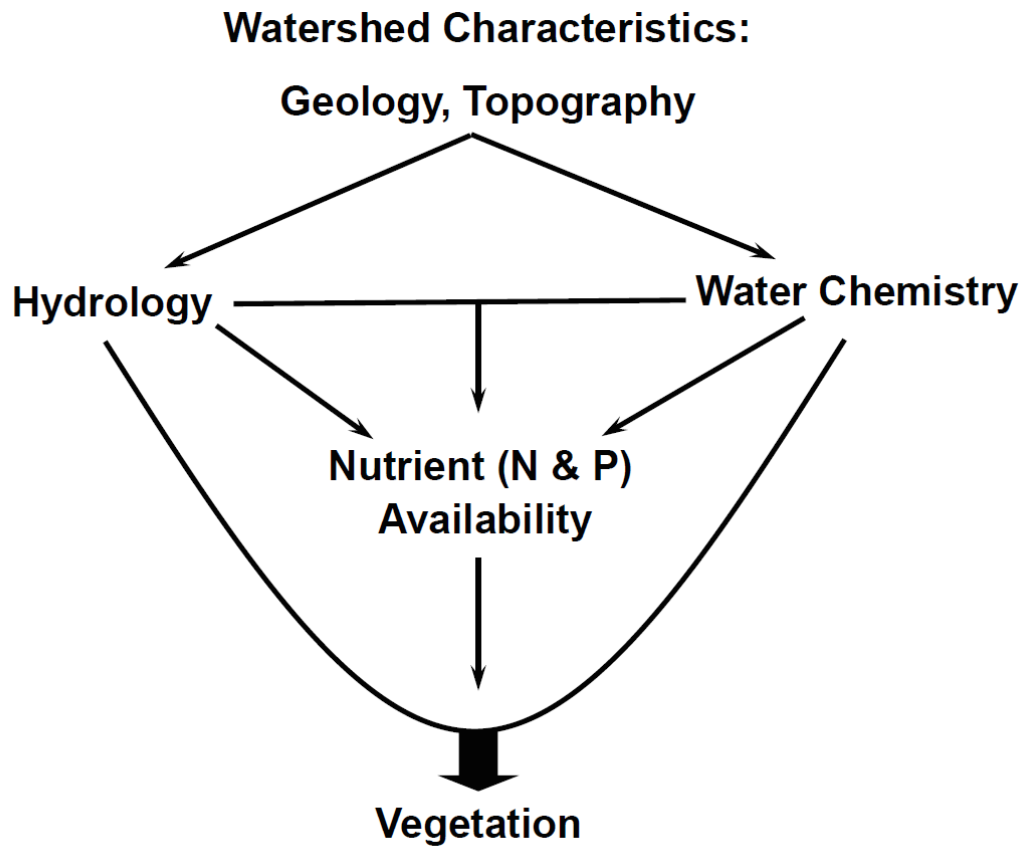 Watershed Characteristics:
Geology, Topography
Hydrology
Water Chemistry
Nutrient (N & P)
Availability
Vegetation